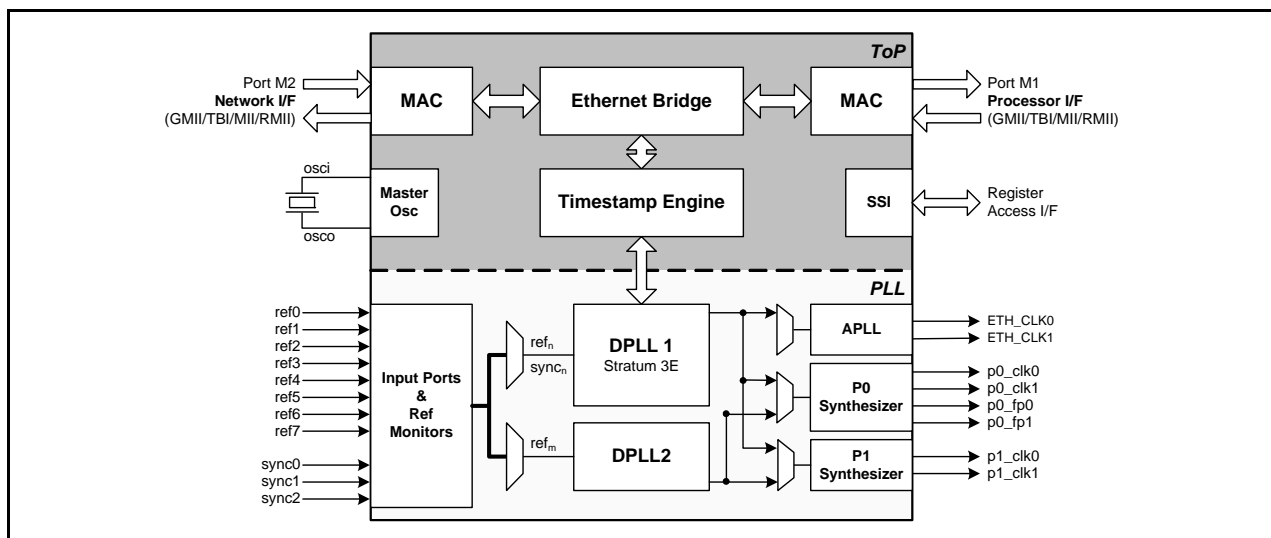 ToP
Port M2
Network I/F
(GMII/TBI/MII/RMII)
MAC
Ethernet Bridge
MAC
Port M1
Processor I/F
(GMII/TBI/MII/RMII)
osci
osco
Master
Osc
Timestamp Engine
SSI
Register
Access I/F
PLL
ref0
ref1
ref2
ref3
ref4
ref5
ref6
ref7
sync0
sync1
sync2
Input Ports
&
Ref
Monitors
refn
syncn
refm
DPLL 1
Stratum 3E
DPLL2
APLL
P0
Synthesizer
P1
Synthesizer
ETH_CLK0
ETH_CLK1
p0_clk0
p0_clk1
p0_fp0
p0_fp1
p1_clk0
p1_clk1